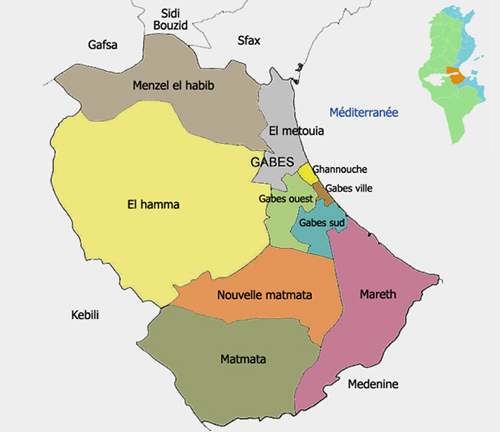 Sidi
Bouzid
Gafsa
Sfax
Menzel el habib
Méditerranée
El metouia
GABES
Ghannouche
Gabes ville
Gabes ouest
El hamma
Gabes sud
Nouvelle matmata
Mareth
Kebili
Matmata
Medenine